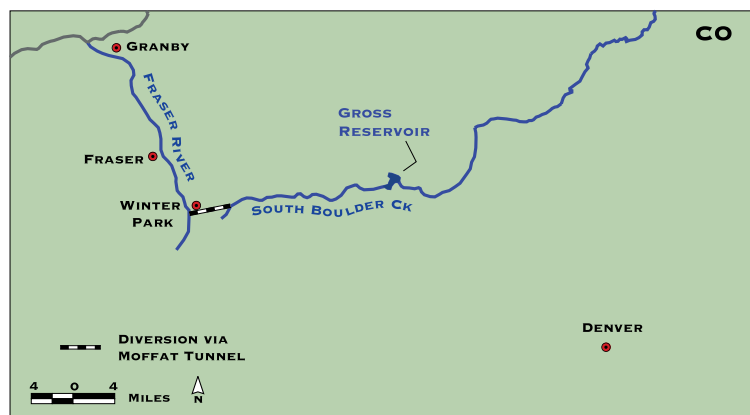 CO
GRANBY
FRASER RIVER
GROSS
RESERVOIR
FRASER
WINTER
PARK
SOUTH BOULDER CK
DENVER
DIVERSION VIA
MOFFAT TUNNEL
4 0 4
MILES
N